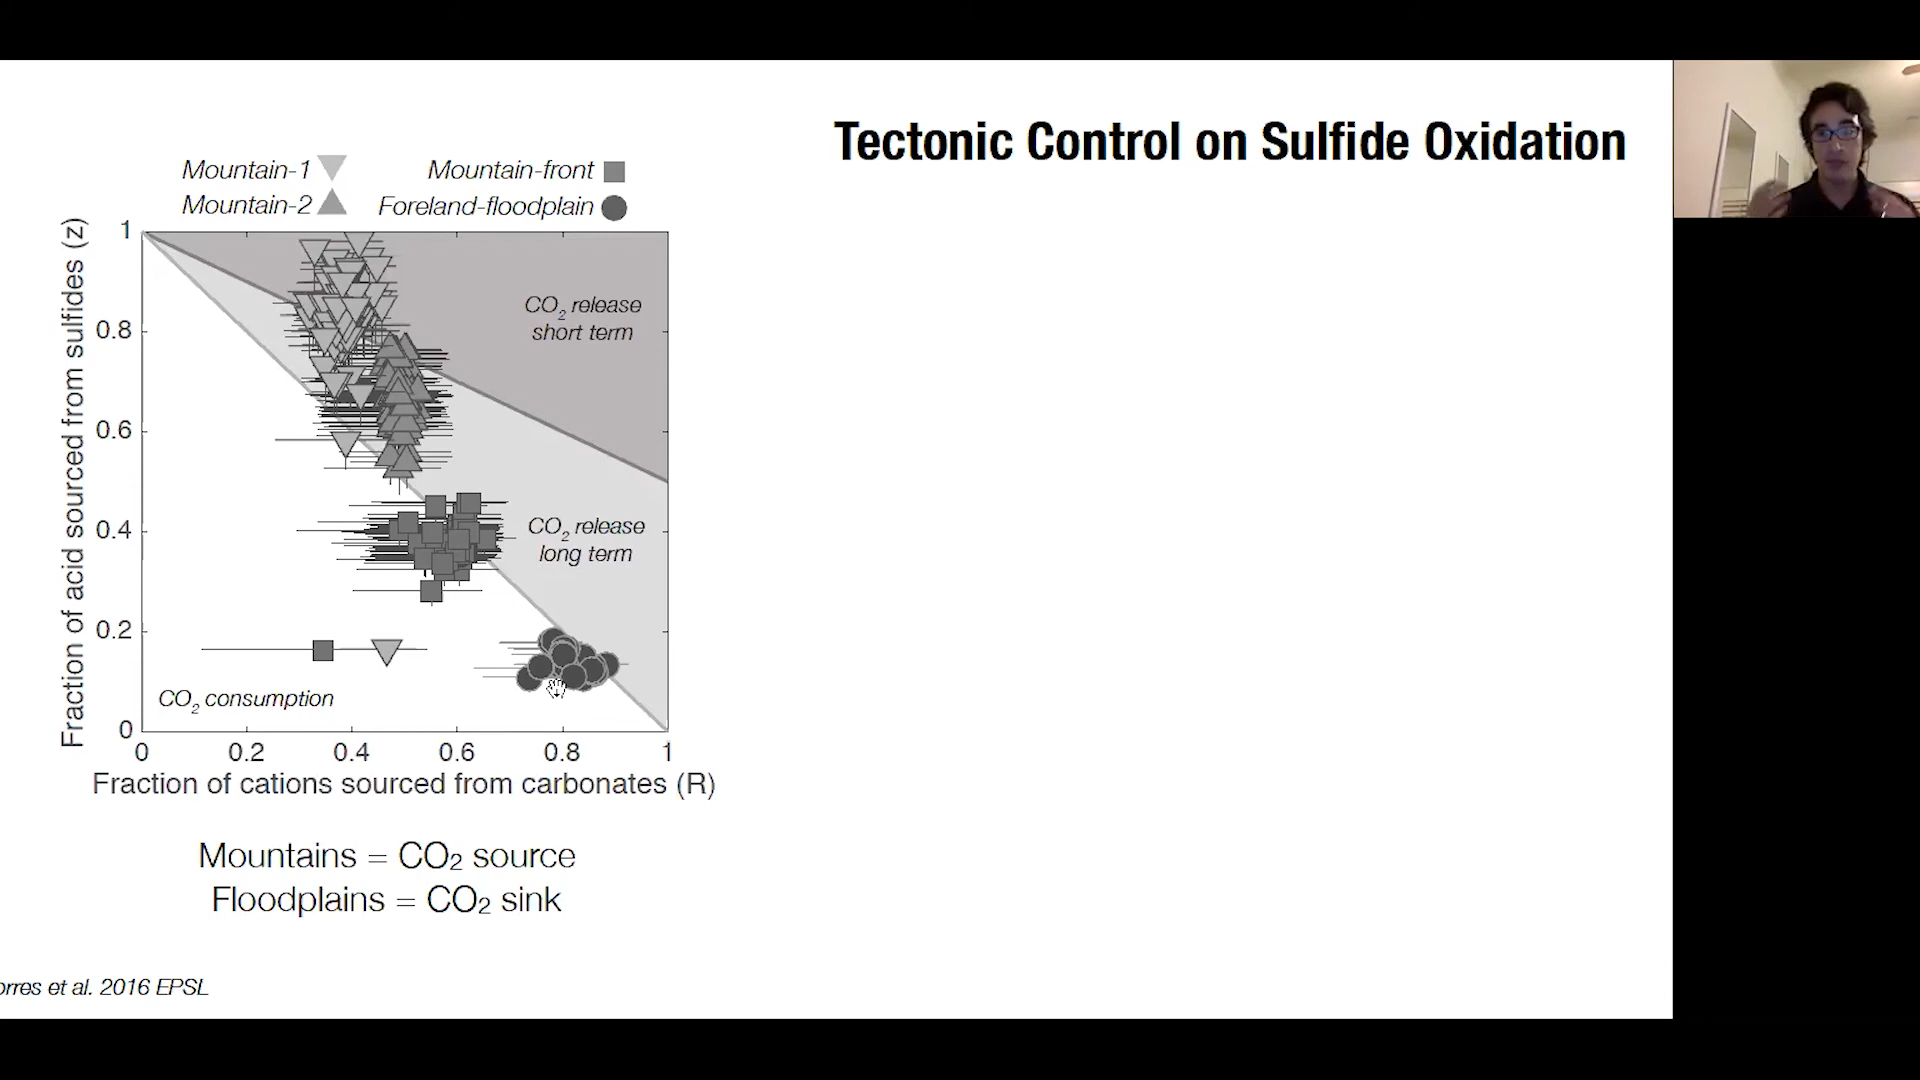 Tectonic Control on Sulfide Oxidation
Mountain-1
Mountain-front
Mountain-2
Foreland-floodplain
Fraction of acid sourced from sulfides (z)
1
0.8
0.6
0.4
0.2
0
CO2 release
short term
CO2 release
long term
CO2 consumption
0 0.2 0.4 0.6 0.8 1
Fraction of cations sourced from carbonates (R)
Mountains = CO2 source
Floodplains = CO2 sink
orres et al. 2016 EPSL